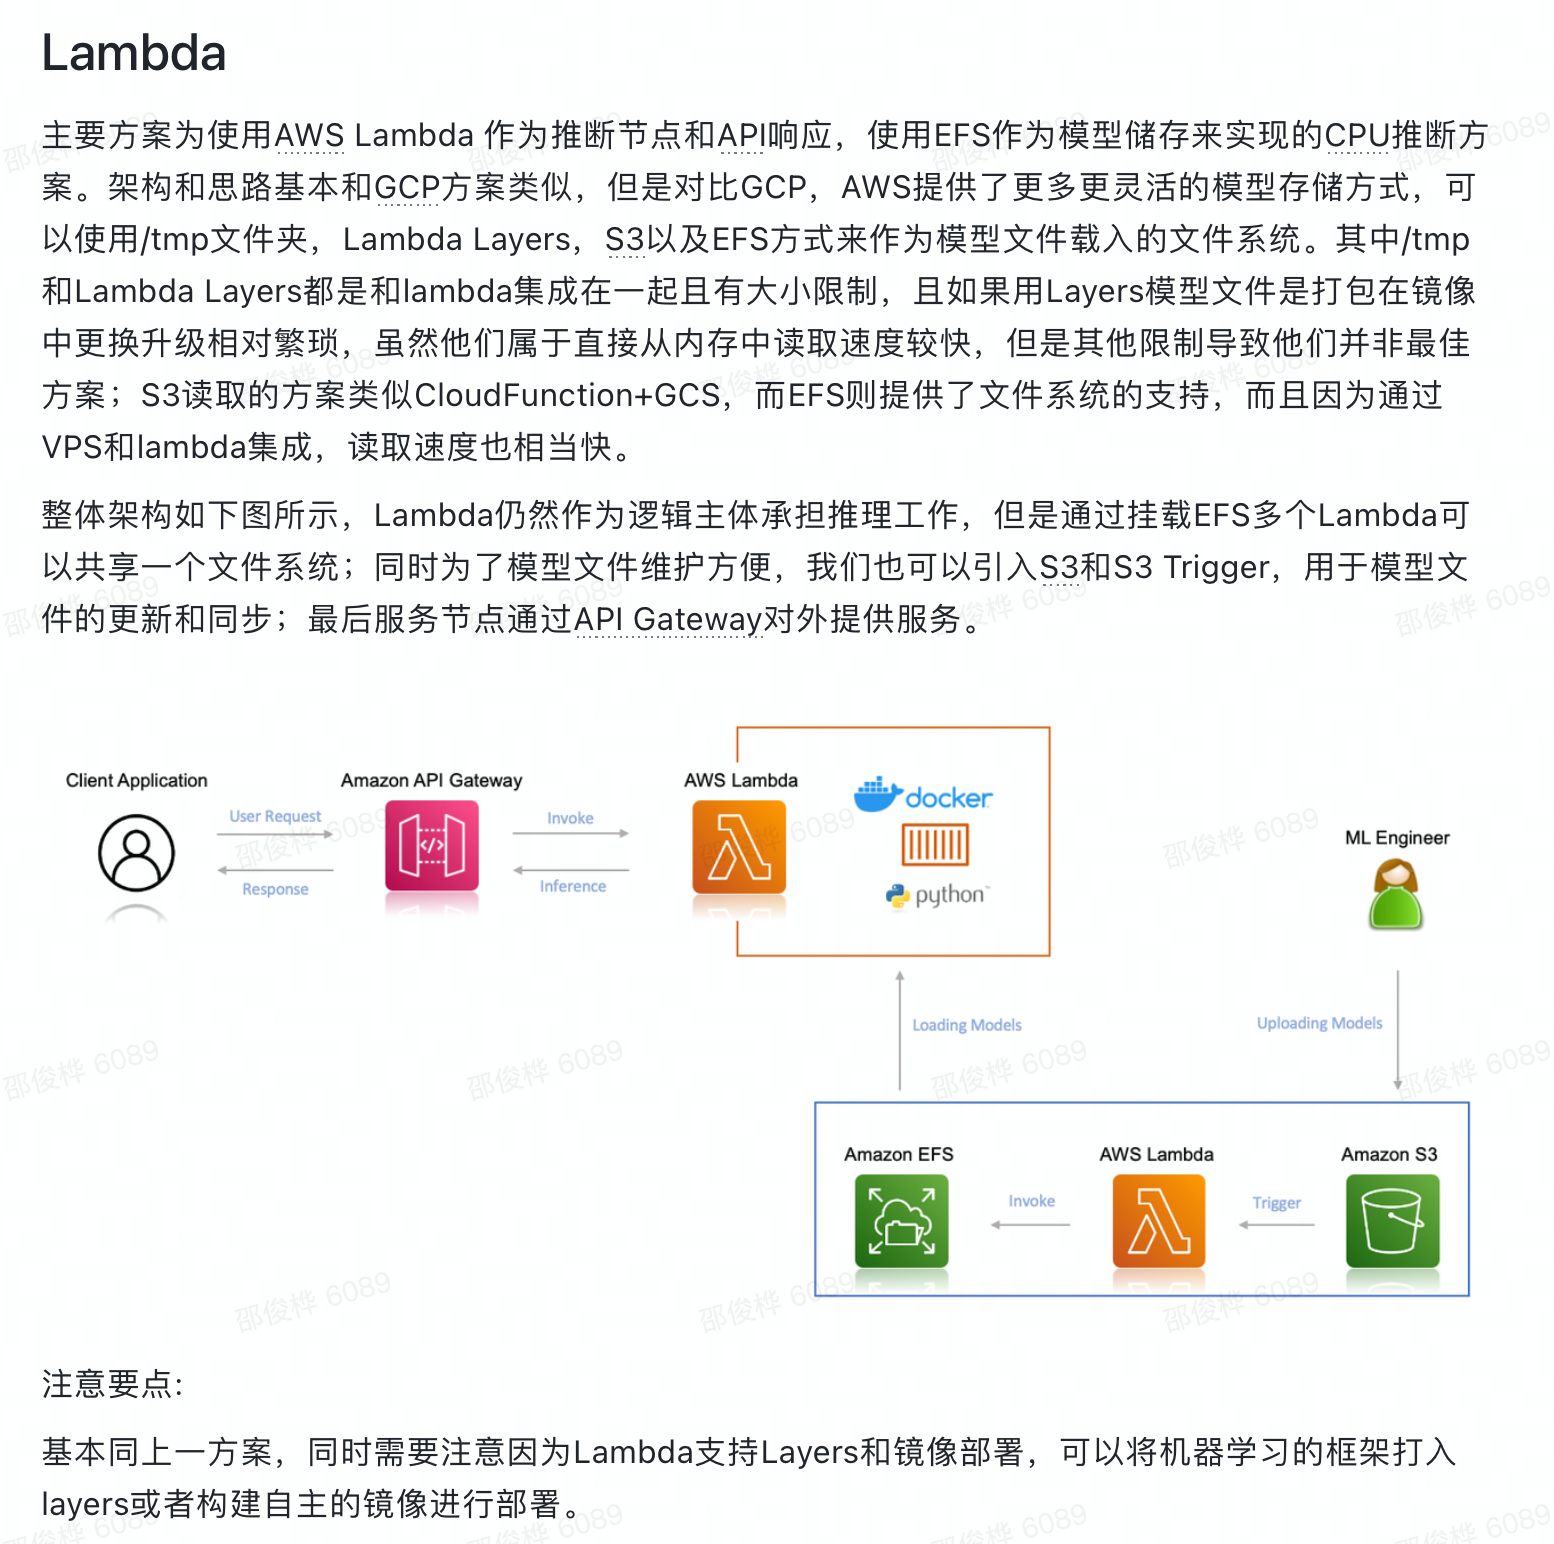 Lambda
主要方案为使用AWS Lambda 作为推断节点和API响应，使用EFS作为模型储存来实现的CPU推断方
案。架构和思路基本和GCP方案类似，但是对比GCP，AWS提供了更多更灵活的模型存储方式，可
以使用/tmp文件夹，Lambda Layers，S3以及EFS方式来作为模型文件载入的文件系统。其中/tmp
和Lambda Layers都是和lambda集成在一起且有大小限制，且如果用Layers模型文件是打包在镜像
中更换升级相对繁琐，虽然他们属于直接从内存中读取速度较快，但是其他限制导致他们并非最佳
方案；S3读取的方案类似CloudFunction+GCS，而EFS则提供了文件系统的支持，而且因为通过
VPS和lambda集成，读取速度也相当快。
整体架构如下图所示，Lambda仍然作为逻辑主体承担推理工作，但是通过挂载EFS多个Lambda可
以共享一个文件系统；同时为了模型文件维护方便，我们也可以引入S3和S3 Trigger，用于模型文
件的更新和同步；最后服务节点通过API Gateway对外提供服务。
Client Application
Amazon API Gateway
AWS Lambda
docker
User Request
Invoke
Response
Inference
python
ML Engineer
Loading Models
Uploading Models
Amazon EFS
AWS Lambda
Amazon S3
Invoke
Trigger
注意要点:
基本同上一方案，同时需要注意因为Lambda支持Layers和镜像部署，可以将机器学习的框架打入
layers或者构建自主的镜像进行部署。
邵俊桦 6089